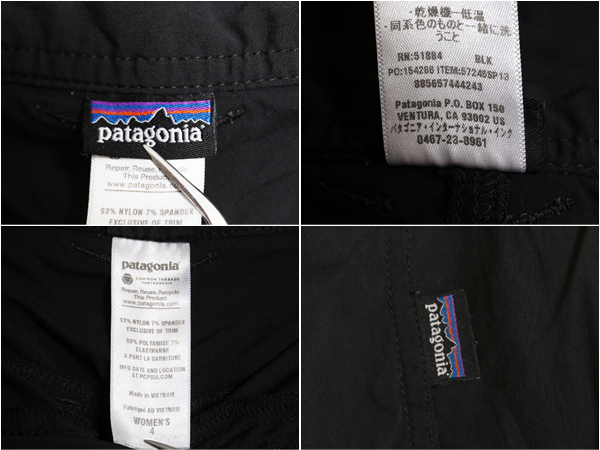 patagonia
Repair, Reuse, Recycle
This Product
www.patagonia.com
93% NYLON 7% SPANDEX
EXCLUSIVE OF TRIM
・乾燥機－低温
・同系色のものと一緒に洗
うこと
RN:51884 BLK
PC:154266 ITEM:57246SP13
885657444243
Patagonia P.O. BOX 150
VENTURA, CA 93002 US
パタゴニア・インターナショナル・インク
0467-23-8961
patagonia
COMMON THREADS
PARTNERSHIP
Repair, Reuse, Recycle
This Product
www.patagonia.com
93% NYLON 7% SPANDEX
EXCLUSIVE OF TRIM
93% POLYAMIDE 7%
ELASTHANNE
A PART LA GARNITURE
MFG DATE AND LOCATION
AT PCPSIA.COM
Made in VIETNAM
Fabriqué AU VIETNAM
WOMEN'S
4
patagonia